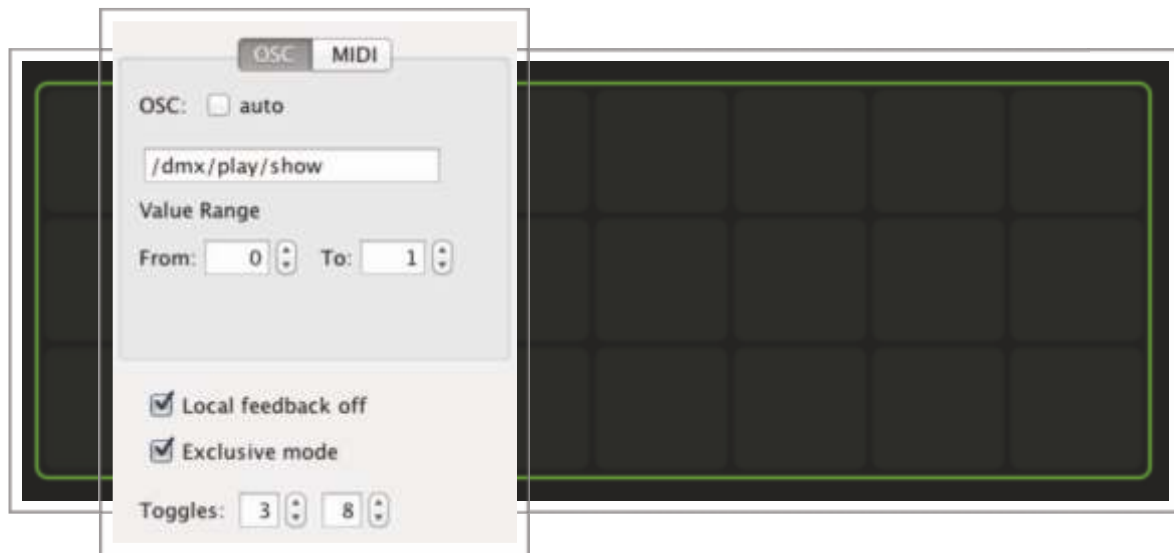 OSC MIDI
OSC: auto
/dmx/play/show
Value Range
From: 0 To: 1
Local feedback off
Exclusive mode
Toggles: 3 8